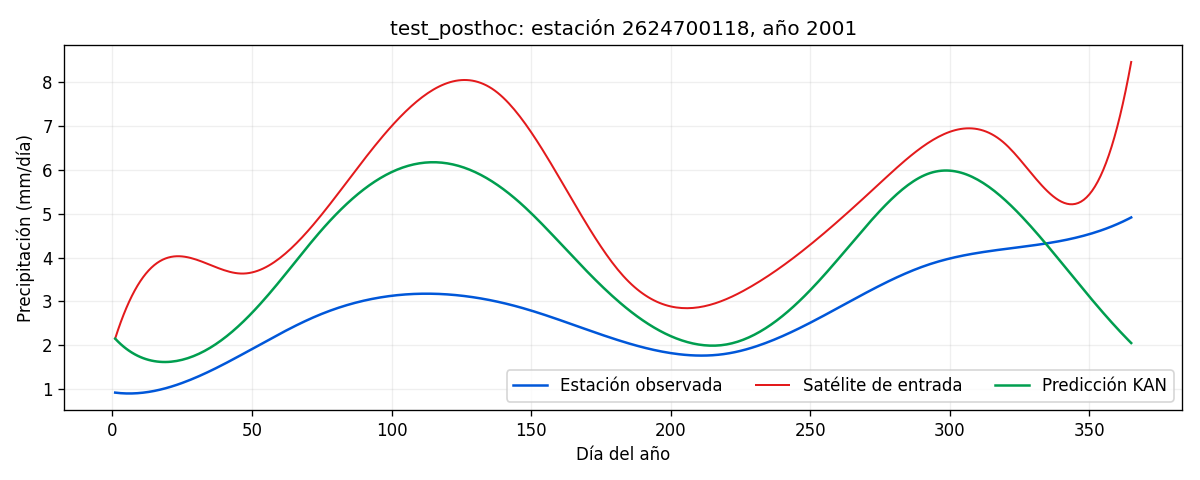 test_posthoc: estación 2624700118, año 2001
Precipitación (mm/día)
8
7
6
5
4
3
2
1
0 50 100 150 200 250 300 350
Día del año
Estación observada Satélite de entrada Predicción KAN